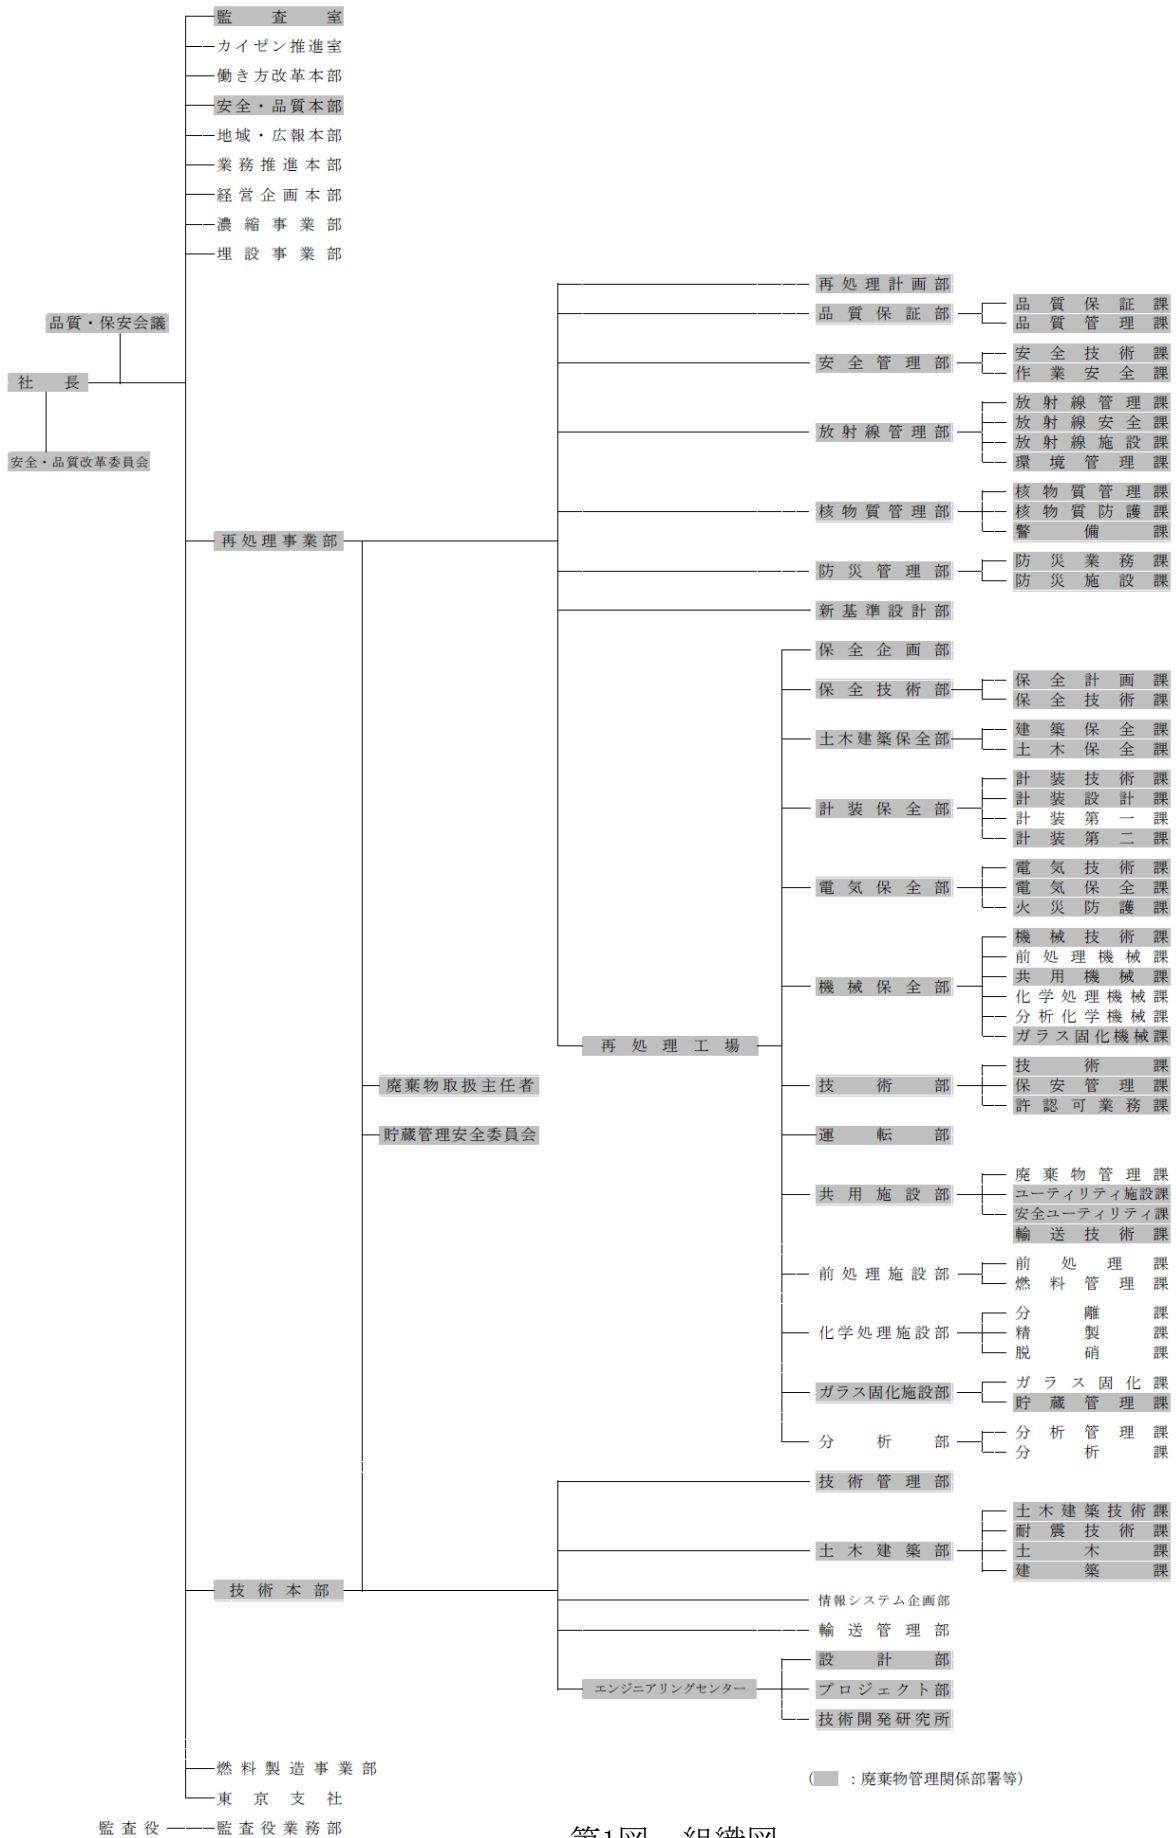 監査室
カイゼン推進室
働き方改革本部
安全・品質本部
地域・広報本部
業務推進本部
経営企画本部
濃縮事業部
埋設事業部
品質・保安会議
社長
安全・品質改革委員会
再処理事業部
再処理計画部
品質保証部
品質保証課
品質管理課
安全管理部
安全技術課
作業安全課
放射線管理部
放射線管理課
放射線安全課
放射線施設課
環境管理課
核物質管理部
核物質管理課
核物質防護課
警備課
防災管理部
防災業務課
防災施設課
新基準設計部
再処理工場
保全企画部
保全技術部
保全計画課
保全技術課
土木建築保全部
建築保全課
土木保全課
計装保全部
計装技術課
計装設計課
計装第一課
計装第二課
電気保全部
電気技術課
電気保全課
火災防護課
機械保全部
機械技術課
前処理機械課
共用機械課
化学処理機械課
分析化学機械課
ガラス固化機械課
技術部
技術課
保安管理課
許認可業務課
運転部
共用施設部
廃棄物管理課
ユーティリティ施設課
安全ユーティリティ課
輸送技術課
前処理施設部
前処理課
燃料管理課
化学処理施設部
分離課
精製課
脱硝課
ガラス固化施設部
ガラス固化課
貯蔵管理課
分析部
分析管理課
分析課
廃棄物取扱主任者
貯蔵管理安全委員会
技術本部
技術管理部
土木建築部
土木建築技術課
耐震技術課
土木課
建築課
情報システム企画部
輸送管理部
エンジニアリングセンター
設計部
プロジェクト部
技術開発研究所
燃料製造事業部
東京支社
監査役
監査役業務部
(　：廃棄物管理関係部署等)
第1図　組織図